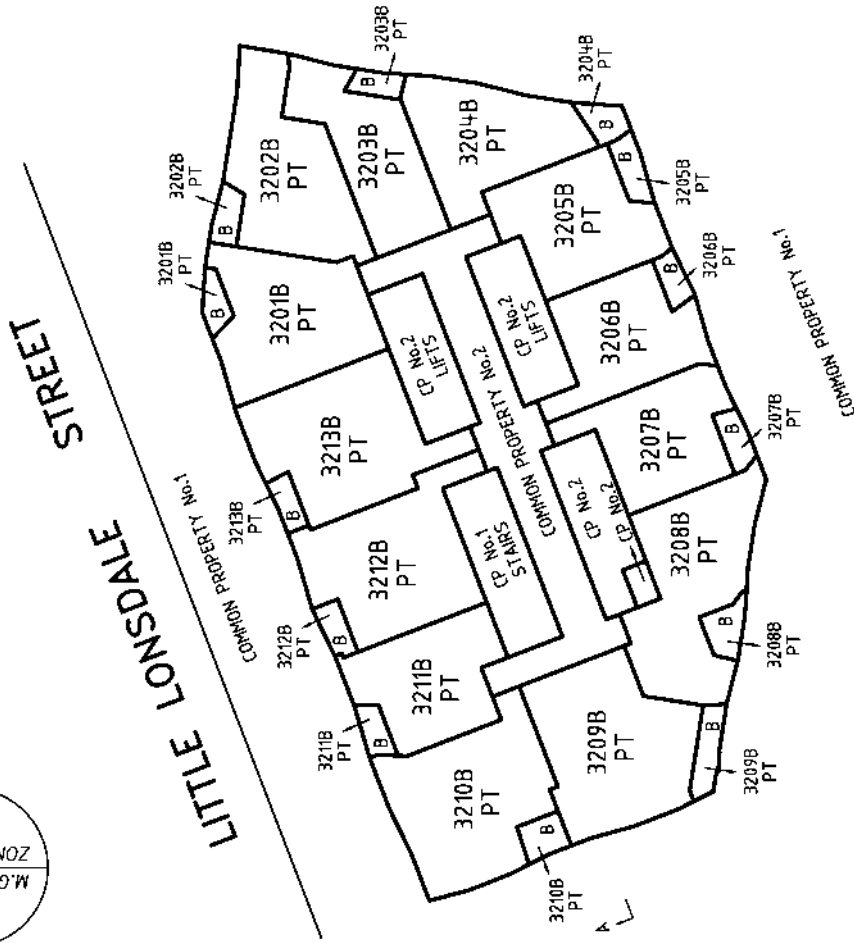 M.G
ZON
LITTLE LONSDALE STREET
COMMON PROPERTY No.1
3201B
PT
B
3201B
PT
3202B
PT
B
3202B
PT
3203B
PT
B
3203B
PT
3204B
PT
B
3204B
PT
3205B
PT
B
3205B
PT
3206B
PT
B
3206B
PT
3207B
PT
B
3207B
PT
3208B
PT
B
3208B
PT
3209B
PT
B
3209B
PT
3210B
PT
B
3210B
PT
3211B
PT
B
3211B
PT
3212B
PT
B
3212B
PT
3213B
PT
B
3213B
PT
CP No.2
LIFTS
CP No.2
LIFTS
COMMON PROPERTY No.2
CP No.1
STAIRS
CP No.2
CP No.2
COMMON PROPERTY No.1
A